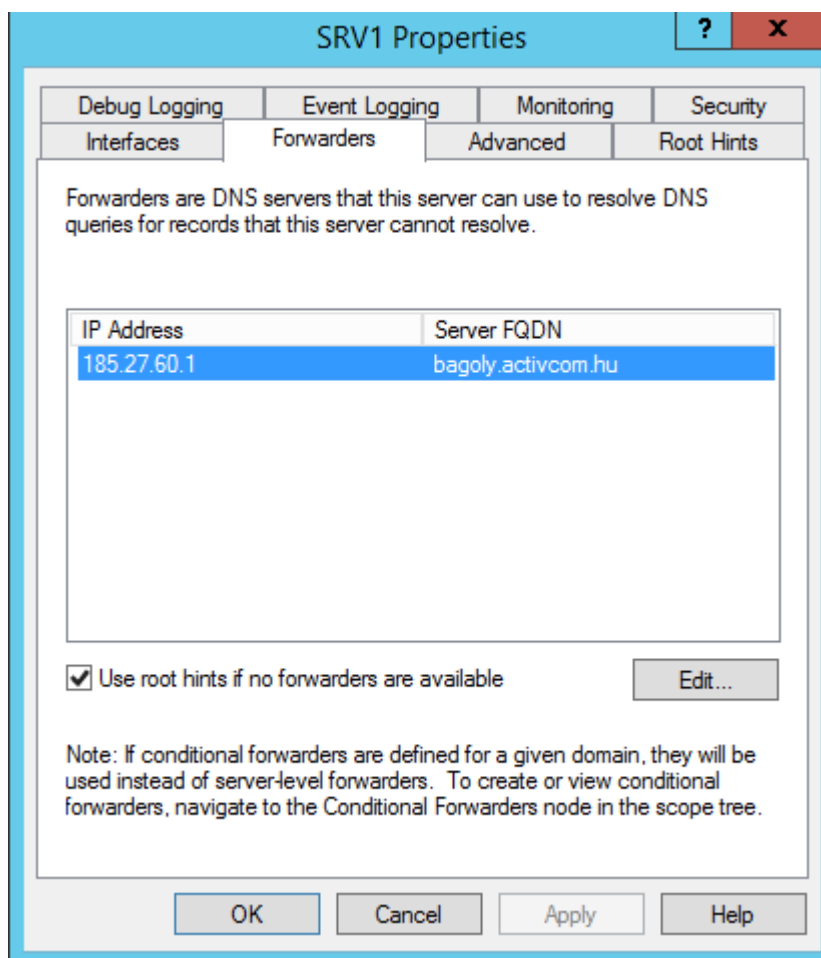 SRV1 Properties
?
x
Debug Logging
Event Logging
Monitoring
Security
Interfaces
Forwarders
Advanced
Root Hints
Forwarders are DNS servers that this server can use to resolve DNS
queries for records that this server cannot resolve.
IP Address
Server FQDN
185.27.60.1
bagoly.activcom.hu
Use root hints if no forwarders are available
Edit...
Note: If conditional forwarders are defined for a given domain, they will be
used instead of server-level forwarders. To create or view conditional
forwarders, navigate to the Conditional Forwarders node in the scope tree.
OK
Cancel
Apply
Help